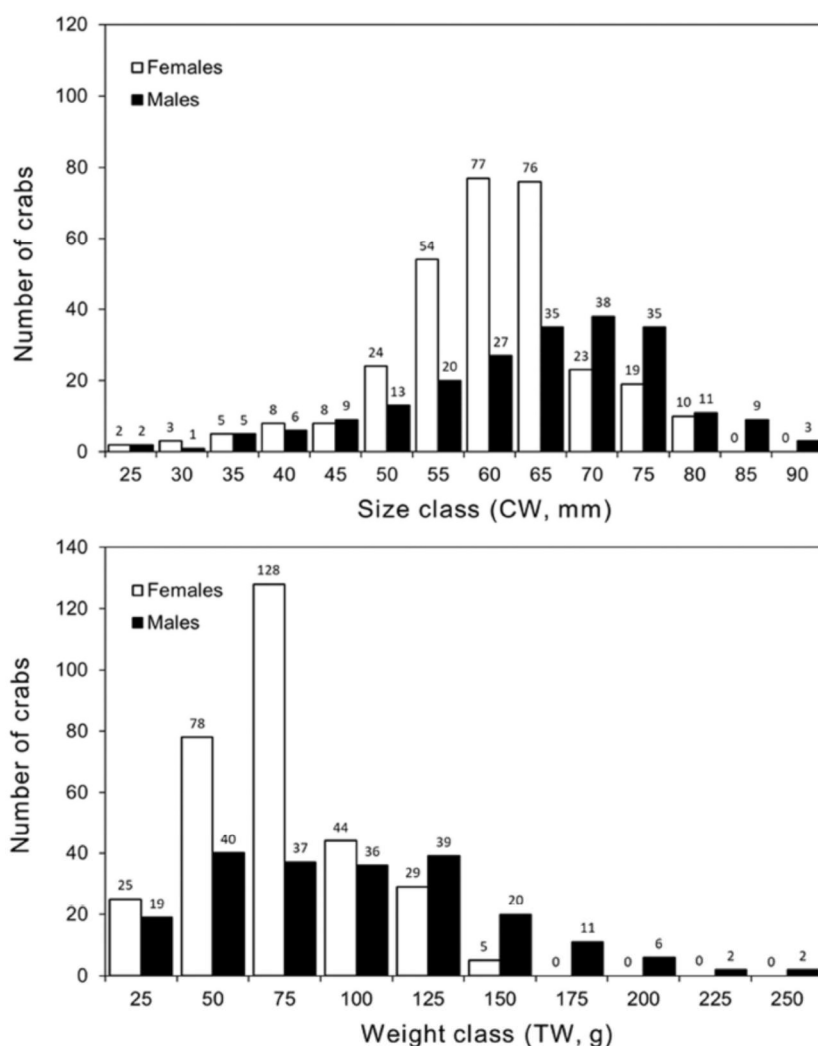 120
Females
Males
100
80
60
40
20
0
Number of crabs
2 2 3 1 5 5 8 6 8 9 24 13 54 20 77 27 76 35 23 38 19 35 10 11 0 9 0 3
25 30 35 40 45 50 55 60 65 70 75 80 85 90
Size class (CW, mm)
140
Females
Males
120
100
80
60
40
20
0
Number of crabs
25 19 78 40 128 37 44 36 29 39 5 20 0 11 0 6 0 2 0 2
25 50 75 100 125 150 175 200 225 250
Weight class (TW, g)